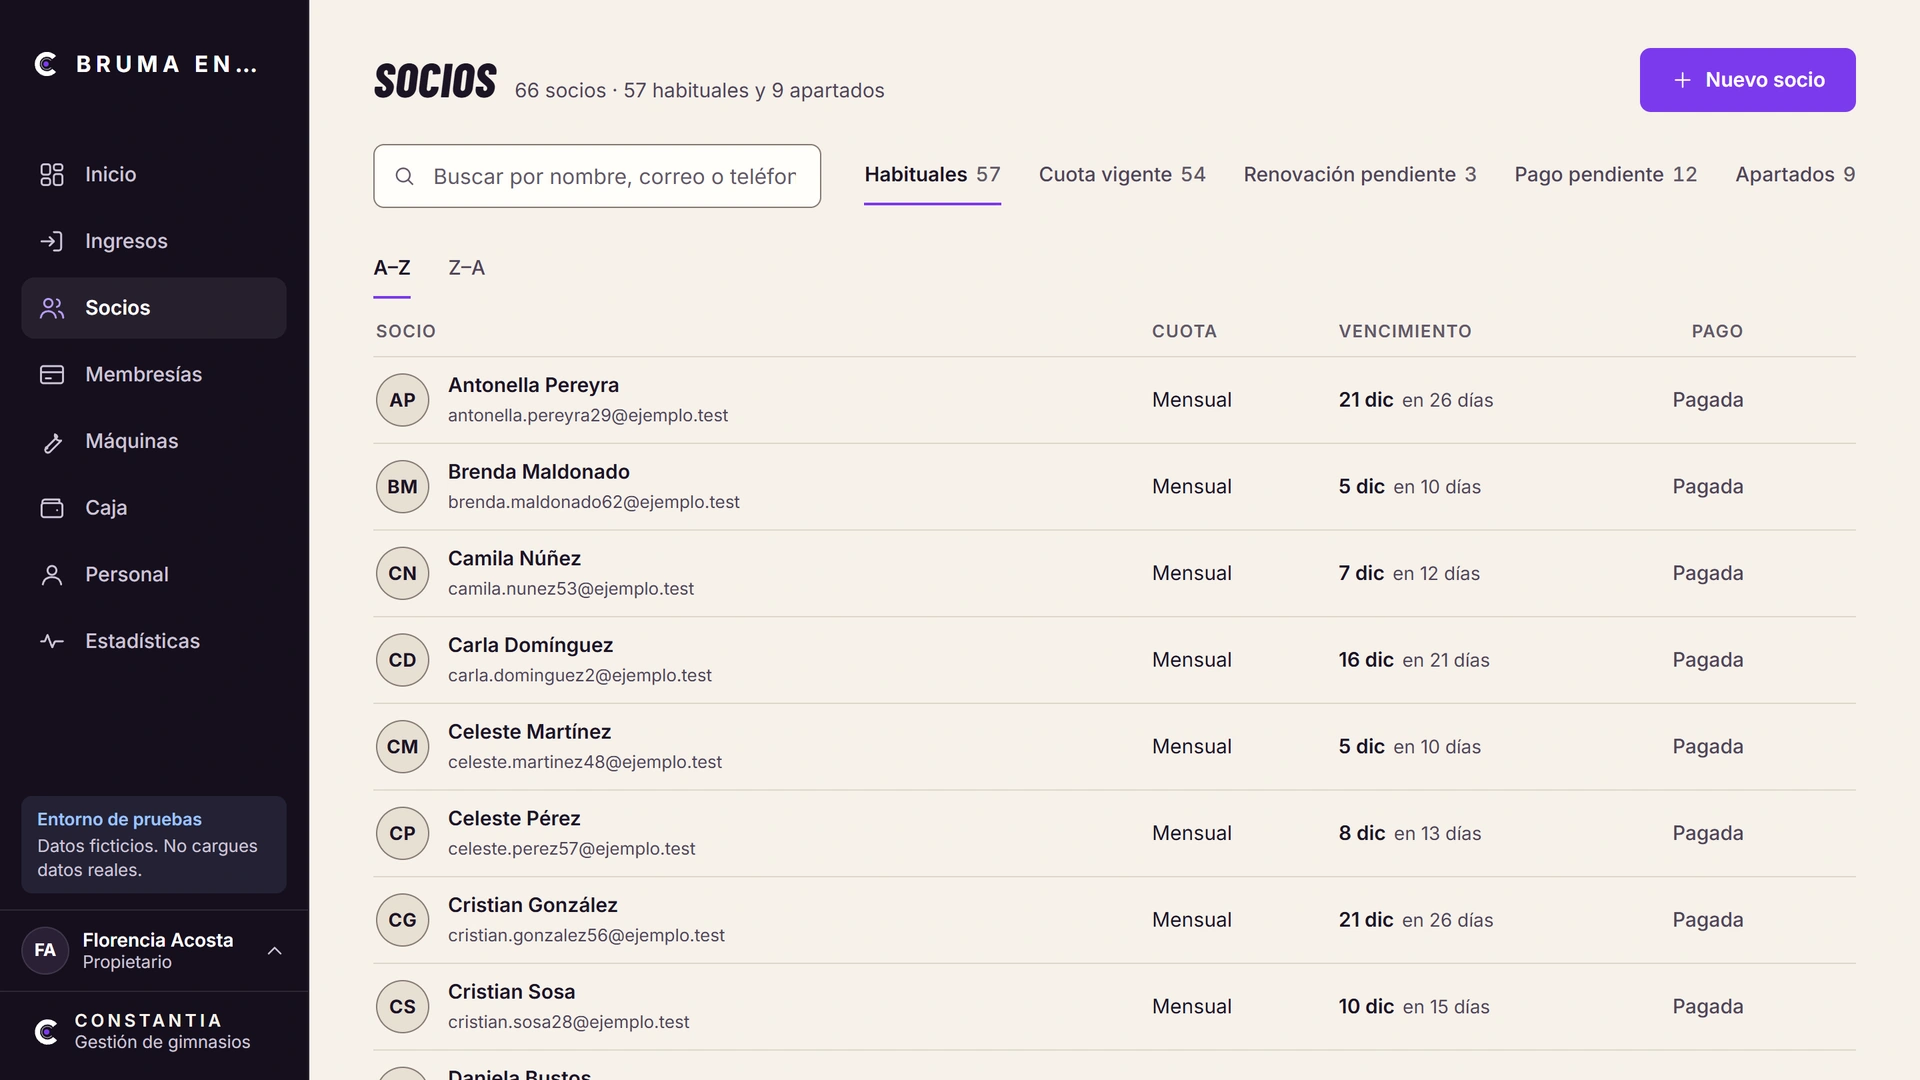 BRUMA EN…
Inicio
Ingresos
Socios
Membresías
Máquinas
Caja
Personal
Estadísticas
Entorno de pruebas
Datos ficticios. No cargues
datos reales.
FA
Florencia Acosta
Propietario
CONSTANTIA
Gestión de gimnasios
SOCIOS
66 socios · 57 habituales y 9 apartados
Nuevo socio
Buscar por nombre, correo o teléfor
Habituales 57
Cuota vigente 54
Renovación pendiente 3
Pago pendiente 12
Apartados 9
A–Z
Z–A
SOCIO CUOTA VENCIMIENTO PAGO
AP
Antonella Pereyra
antonella.pereyra29@ejemplo.test
Mensual
21 dic en 26 días
Pagada
BM
Brenda Maldonado
brenda.maldonado62@ejemplo.test
Mensual
5 dic en 10 días
Pagada
CN
Camila Núñez
camila.nunez53@ejemplo.test
Mensual
7 dic en 12 días
Pagada
CD
Carla Domínguez
carla.dominguez2@ejemplo.test
Mensual
16 dic en 21 días
Pagada
CM
Celeste Martínez
celeste.martinez48@ejemplo.test
Mensual
5 dic en 10 días
Pagada
CP
Celeste Pérez
celeste.perez57@ejemplo.test
Mensual
8 dic en 13 días
Pagada
CG
Cristian González
cristian.gonzalez56@ejemplo.test
Mensual
21 dic en 26 días
Pagada
CS
Cristian Sosa
cristian.sosa28@ejemplo.test
Mensual
10 dic en 15 días
Pagada
Daniela Bustos